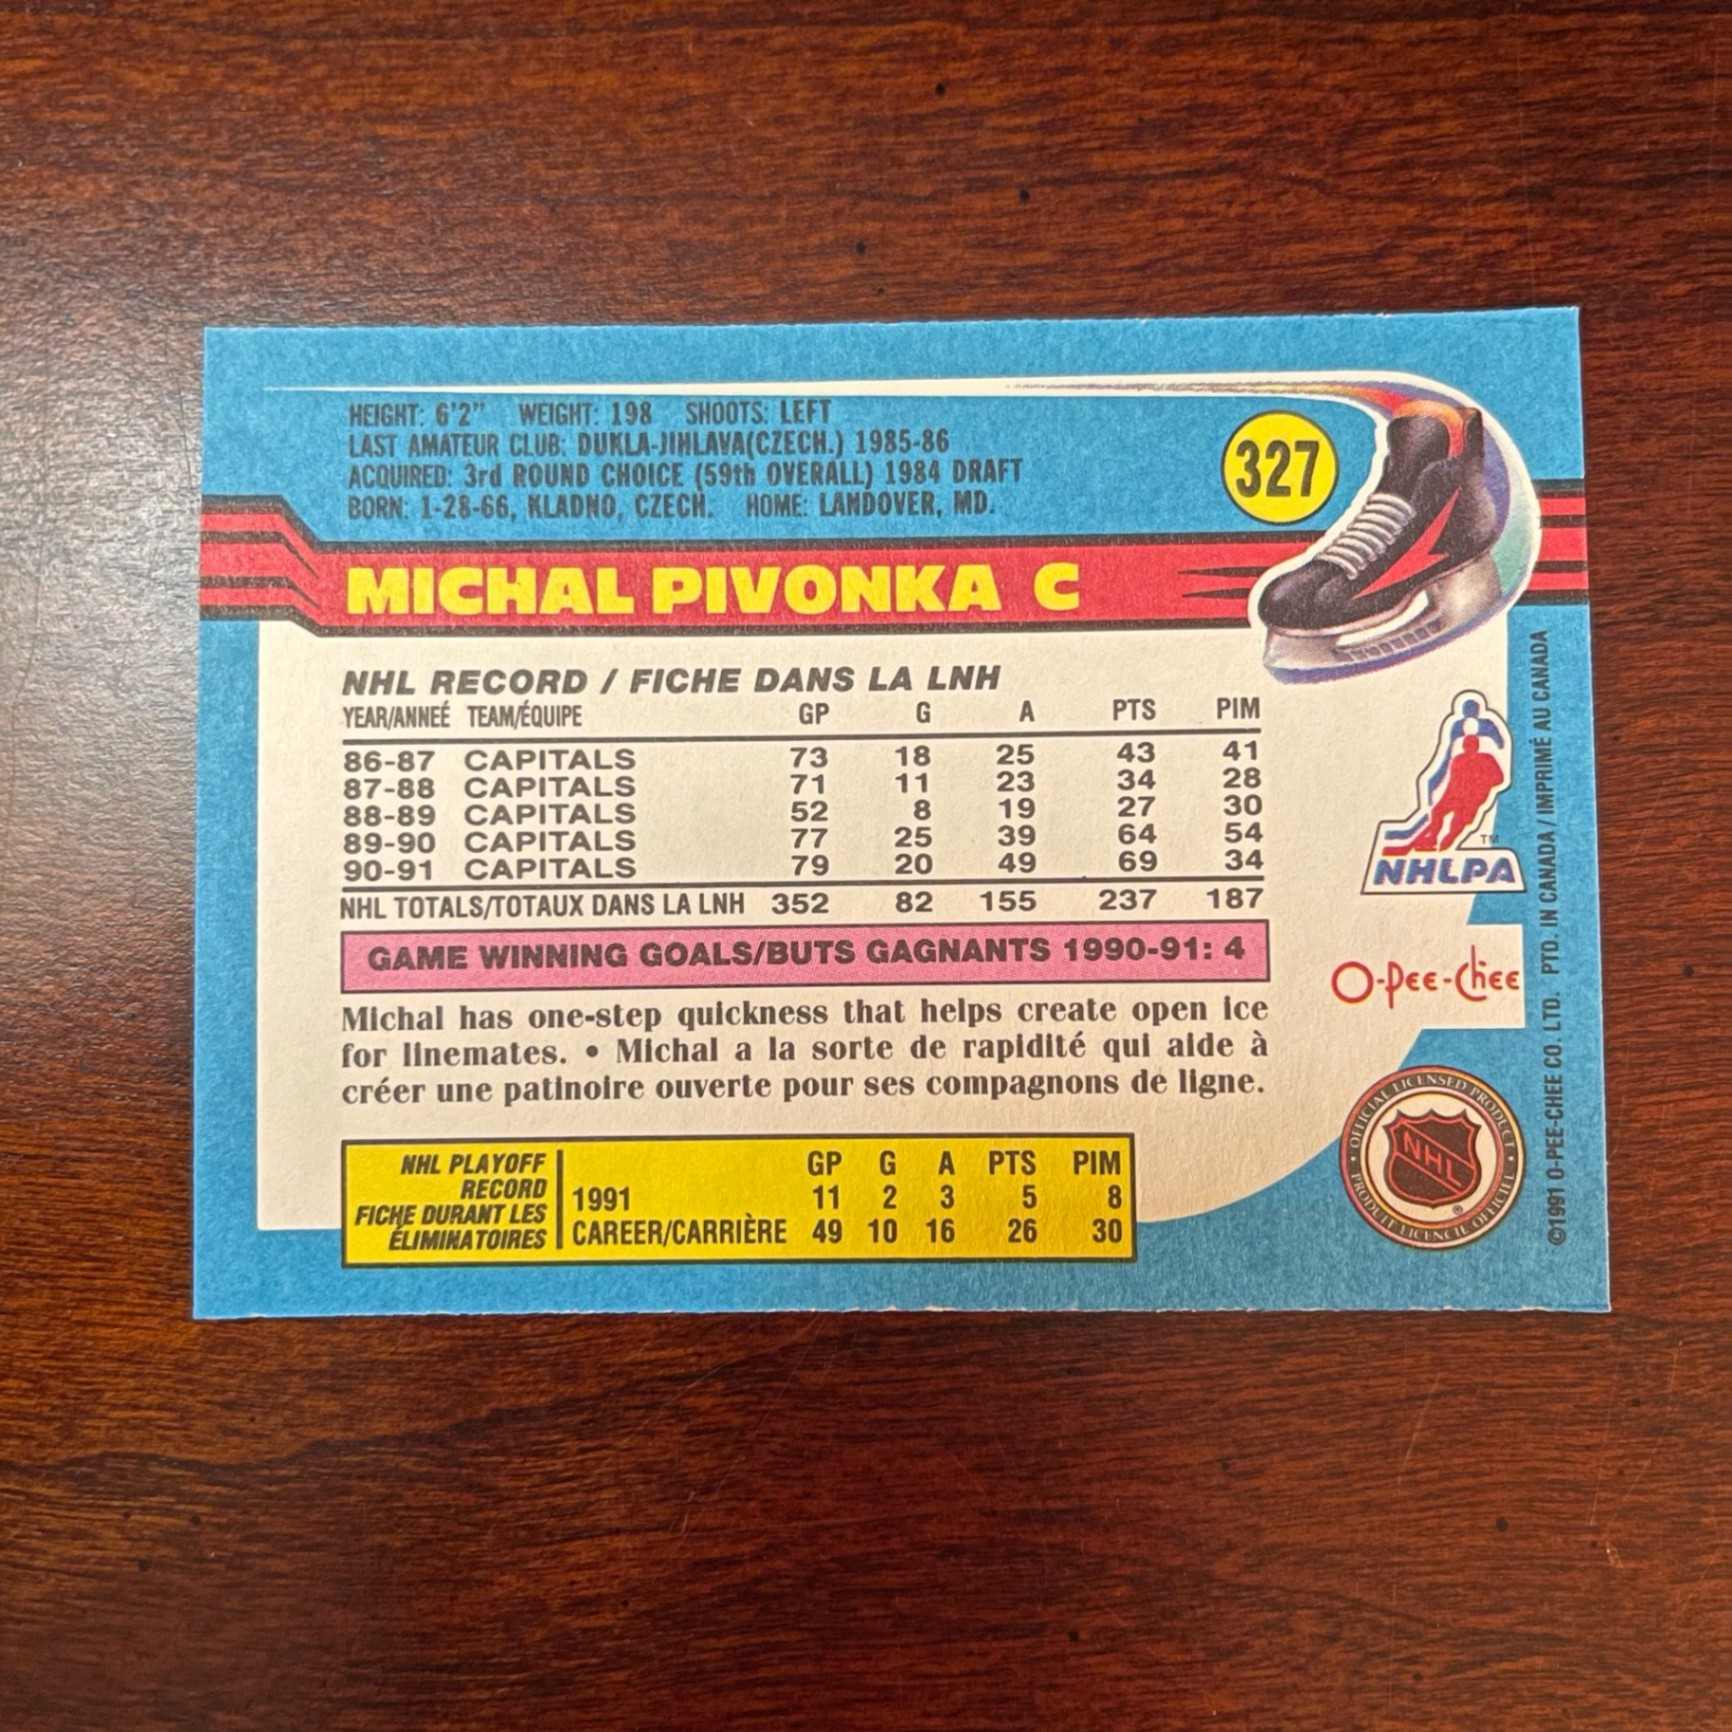 HEIGHT: 6'2" WEIGHT: 198 SHOOTS: LEFT
LAST AMATEUR CLUB: DUKLA-JIHLAVA(CZECH.) 1985-86
ACQUIRED: 3rd ROUND CHOICE (59th OVERALL) 1984 DRAFT
BORN: 1-28-66, KLADNO, CZECH. HOME: LANDOVER, MD.
327
MICHAL PIVONKA C
NHL RECORD / FICHE DANS LA LNH
YEAR/ANNEÉ TEAM/ÉQUIPE GP G A PTS PIM
86-87 CAPITALS 73 18 25 43 41
87-88 CAPITALS 71 11 23 34 28
88-89 CAPITALS 52 8 19 27 30
89-90 CAPITALS 77 25 39 64 54
90-91 CAPITALS 79 20 49 69 34
NHL TOTALS/TOTAUX DANS LA LNH 352 82 155 237 187
GAME WINNING GOALS/BUTS GAGNANTS 1990-91: 4
Michal has one-step quickness that helps create open ice
for linemates. • Michal a la sorte de rapidité qui aide à
créer une patinoire ouverte pour ses compagnons de ligne.
NHL PLAYOFF
RECORD
FICHE DURANT LES
ÉLIMINATOIRES
GP G A PTS PIM
1991 11 2 3 5 8
CAREER/CARRIÈRE 49 10 16 26 30
TM
NHLPA
O-Pee-Chee
OFFICIAL LICENSED PRODUCT
NHL
®
PRODUIT LICENCIÉ OFFICIEL
©1991 O-PEE-CHEE CO. LTD. PTD. IN CANADA / IMPRIMÉ AU CANADA